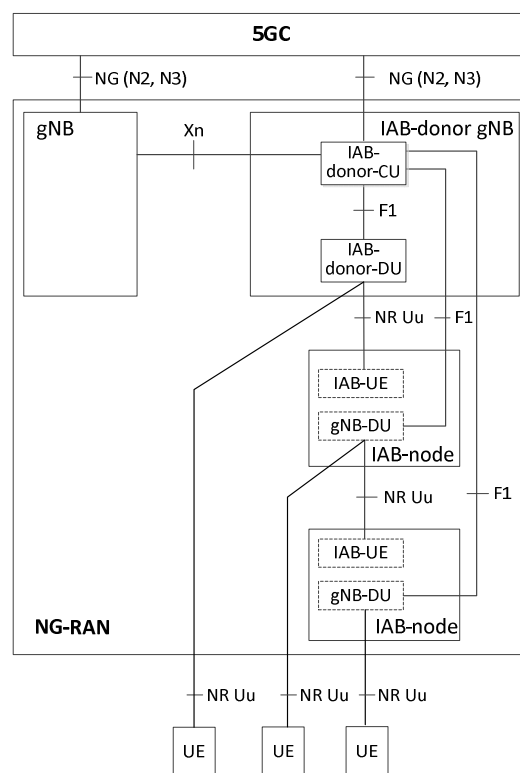 5GC
NG (N2, N3)
NG (N2, N3)
gNB
Xn
IAB-donor gNB
IAB-
donor-CU
F1
IAB-
donor-DU
NR Uu
F1
IAB-UE
gNB-DU
IAB-node
NR Uu
F1
IAB-UE
gNB-DU
IAB-node
NG-RAN
NR Uu
NR Uu
NR Uu
UE
UE
UE